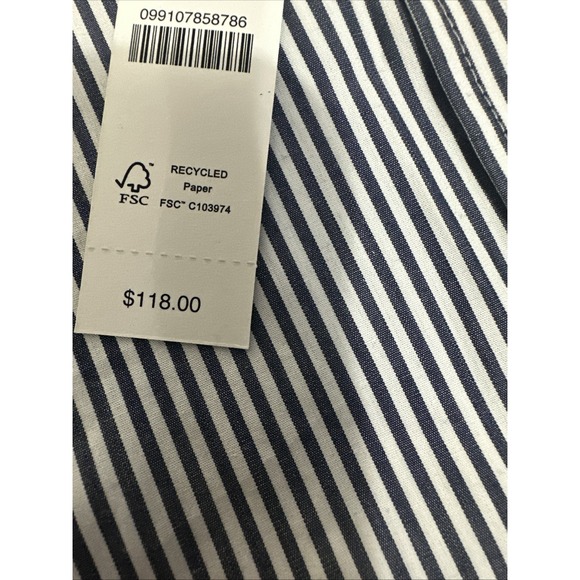 099107858786
RECYCLED
Paper
FSC™ C103974
FSC
$118.00